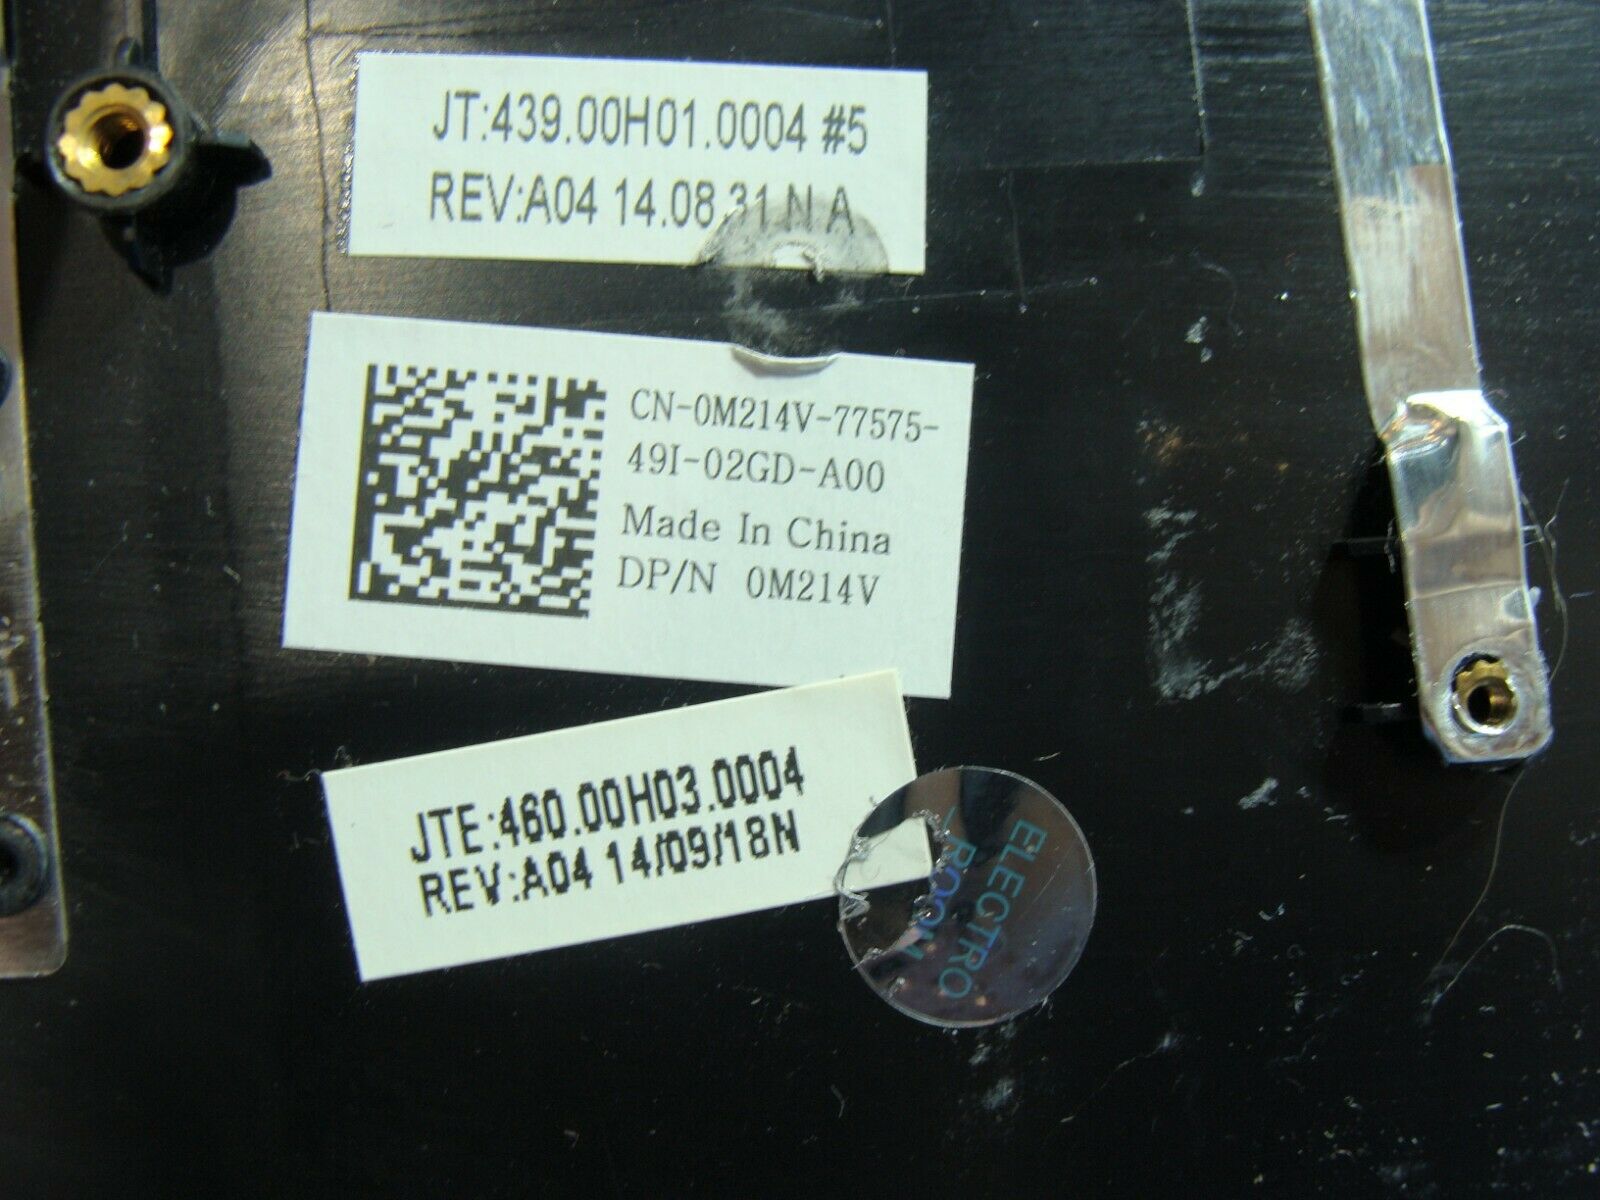 JT:439.00H01.0004 #5
REV:A04 14.08.31 N A
CN-0M214V-77575-
49I-02GD-A00
Made In China
DP/N 0M214V
JTE:460.00H03.0004
REV:A04 14/09/18N
ELECTRO
ROOM